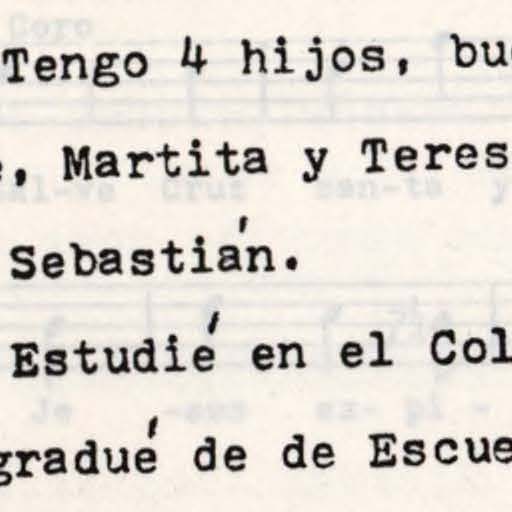 Tengo 4 hijos, bu
, Martita y Teres
Sebastián.
Estudié en el Col
gradué de de Escue